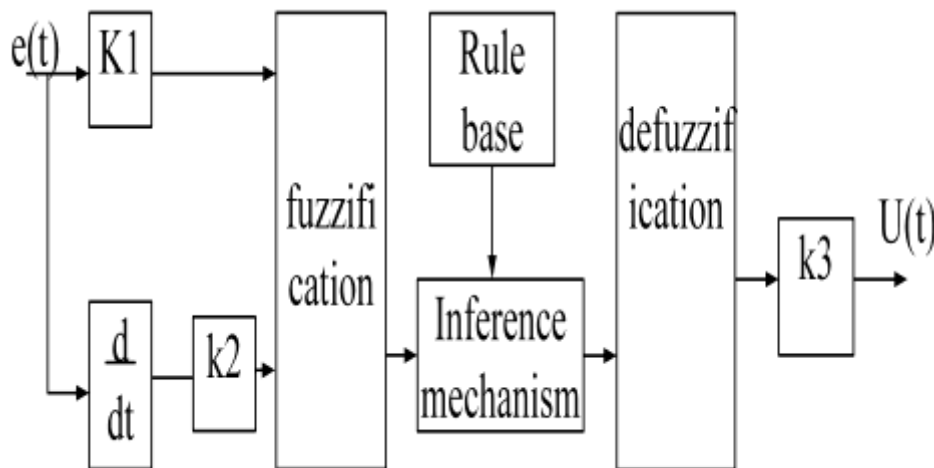 e(t)
K1
Rule
base
defuzzif
ication
fuzzifi
cation
U(t)
k3
Inference
mechanism
d
dt
k2